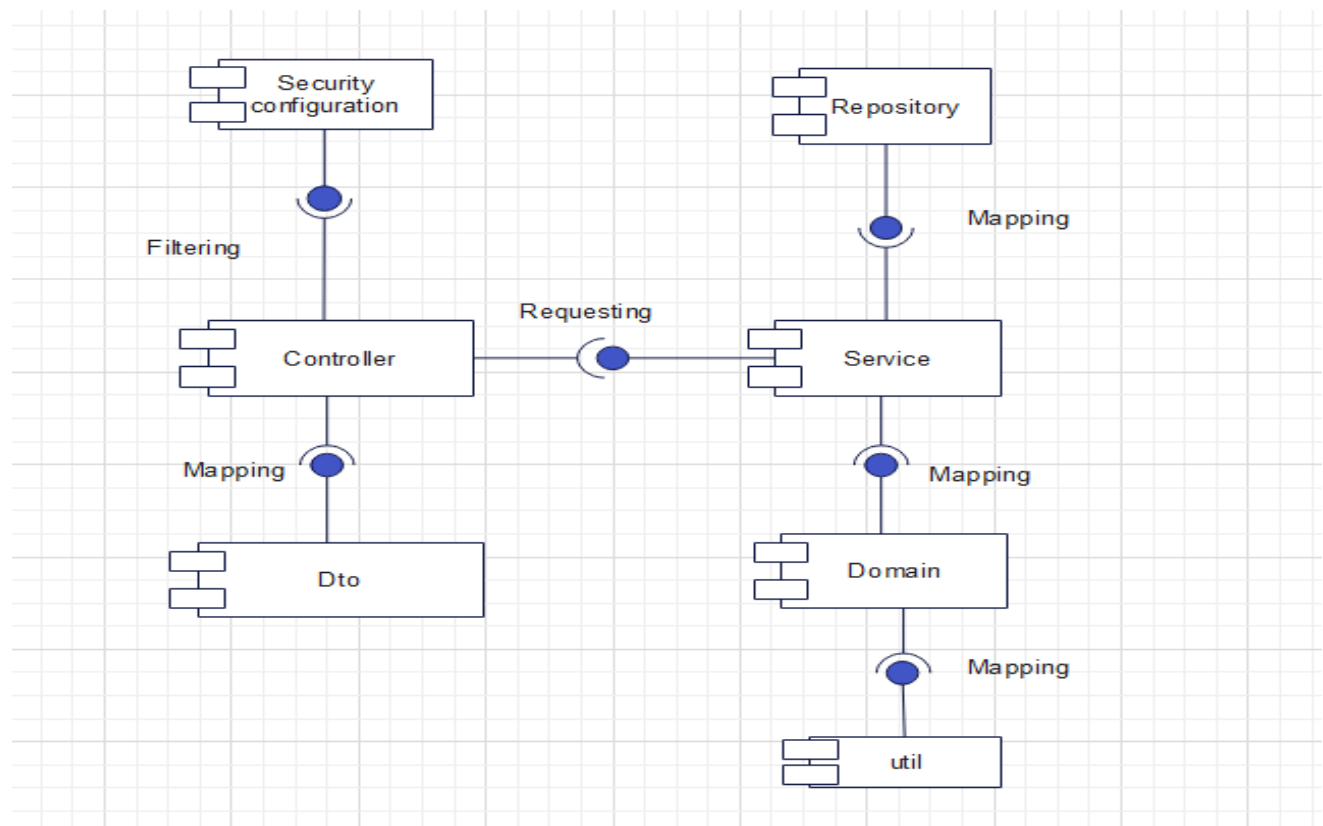 Security
configuration
Repository
Mapping
Filtering
Requesting
Controller
Service
Mapping
Mapping
Dto
Domain
Mapping
util